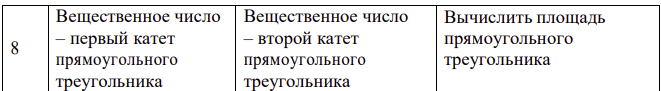 8
Вещественное число
– первый катет
прямоугольного
треугольника
Вещественное число
– второй катет
прямоугольного
треугольника
Вычислить площадь
прямоугольного
треугольника